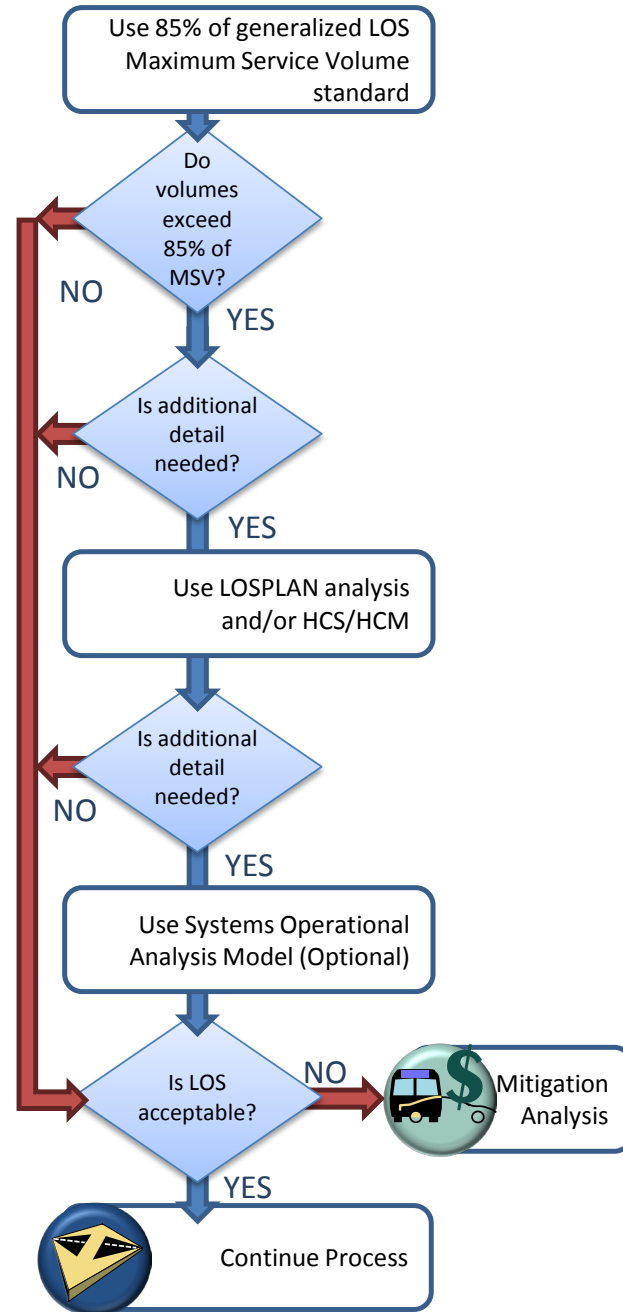 Use 85% of generalized LOS
Maximum Service Volume
standard
Do
volumes
exceed
85% of
MSV?
NO
YES
Is additional
detail
needed?
NO
YES
Use LOSPLAN analysis
and/or HCS/HCM
Is additional
detail
needed?
NO
YES
Use Systems Operational
Analysis Model (Optional)
Is LOS
acceptable?
NO
$
Mitigation
Analysis
YES
Continue Process